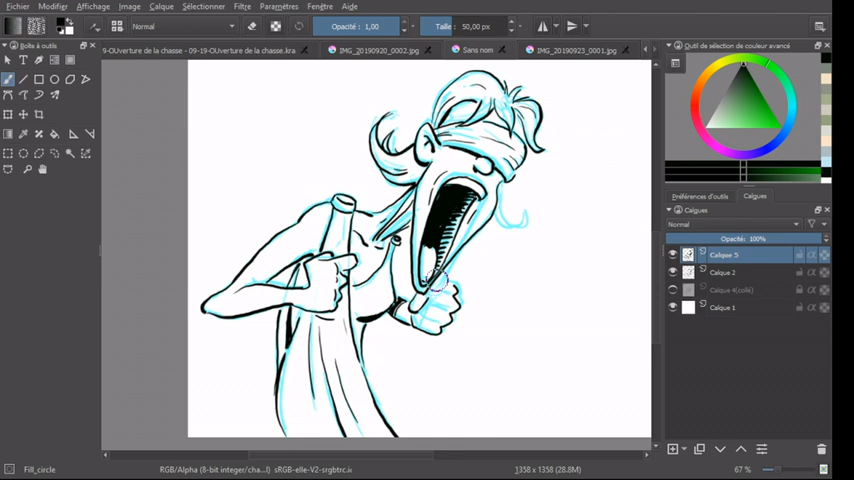 Fichier Modifier Affichage Image Calque Sélectionner Filtre Paramètres Fenêtre Aide
Normal Opacité : 1,00 Taille : 50,00 px
9-OUverture de la chasse - 09-19-OUverture de la chasse.kra IMG_20190920_0002.jpg Sans nom IMG_20190923_0001.jpg
Boîte à outils
Outil de sélection de couleur avancé
Préférences d'outils Calques
Calques
Normal
Opacité: 100%
Calque 5
Calque 2
Calque 4(collé)
Calque 1
Fill_circle RGB/Alpha (8-bit integer/cha...l) sRGB-elle-V2-srgbtrc.ic 1358 x 1358 (28.8M) 67 %